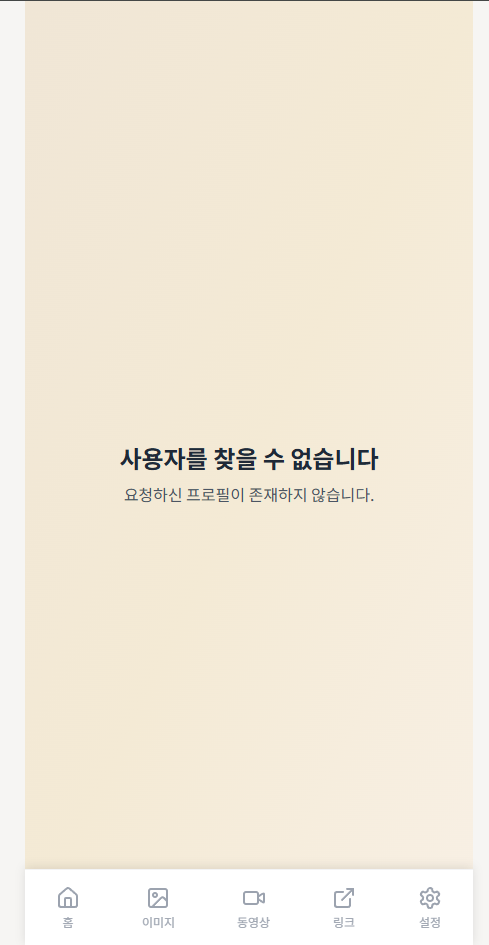 사용자를 찾을 수 없습니다
요청하신 프로필이 존재하지 않습니다.
홈 이미지 동영상 링크 설정